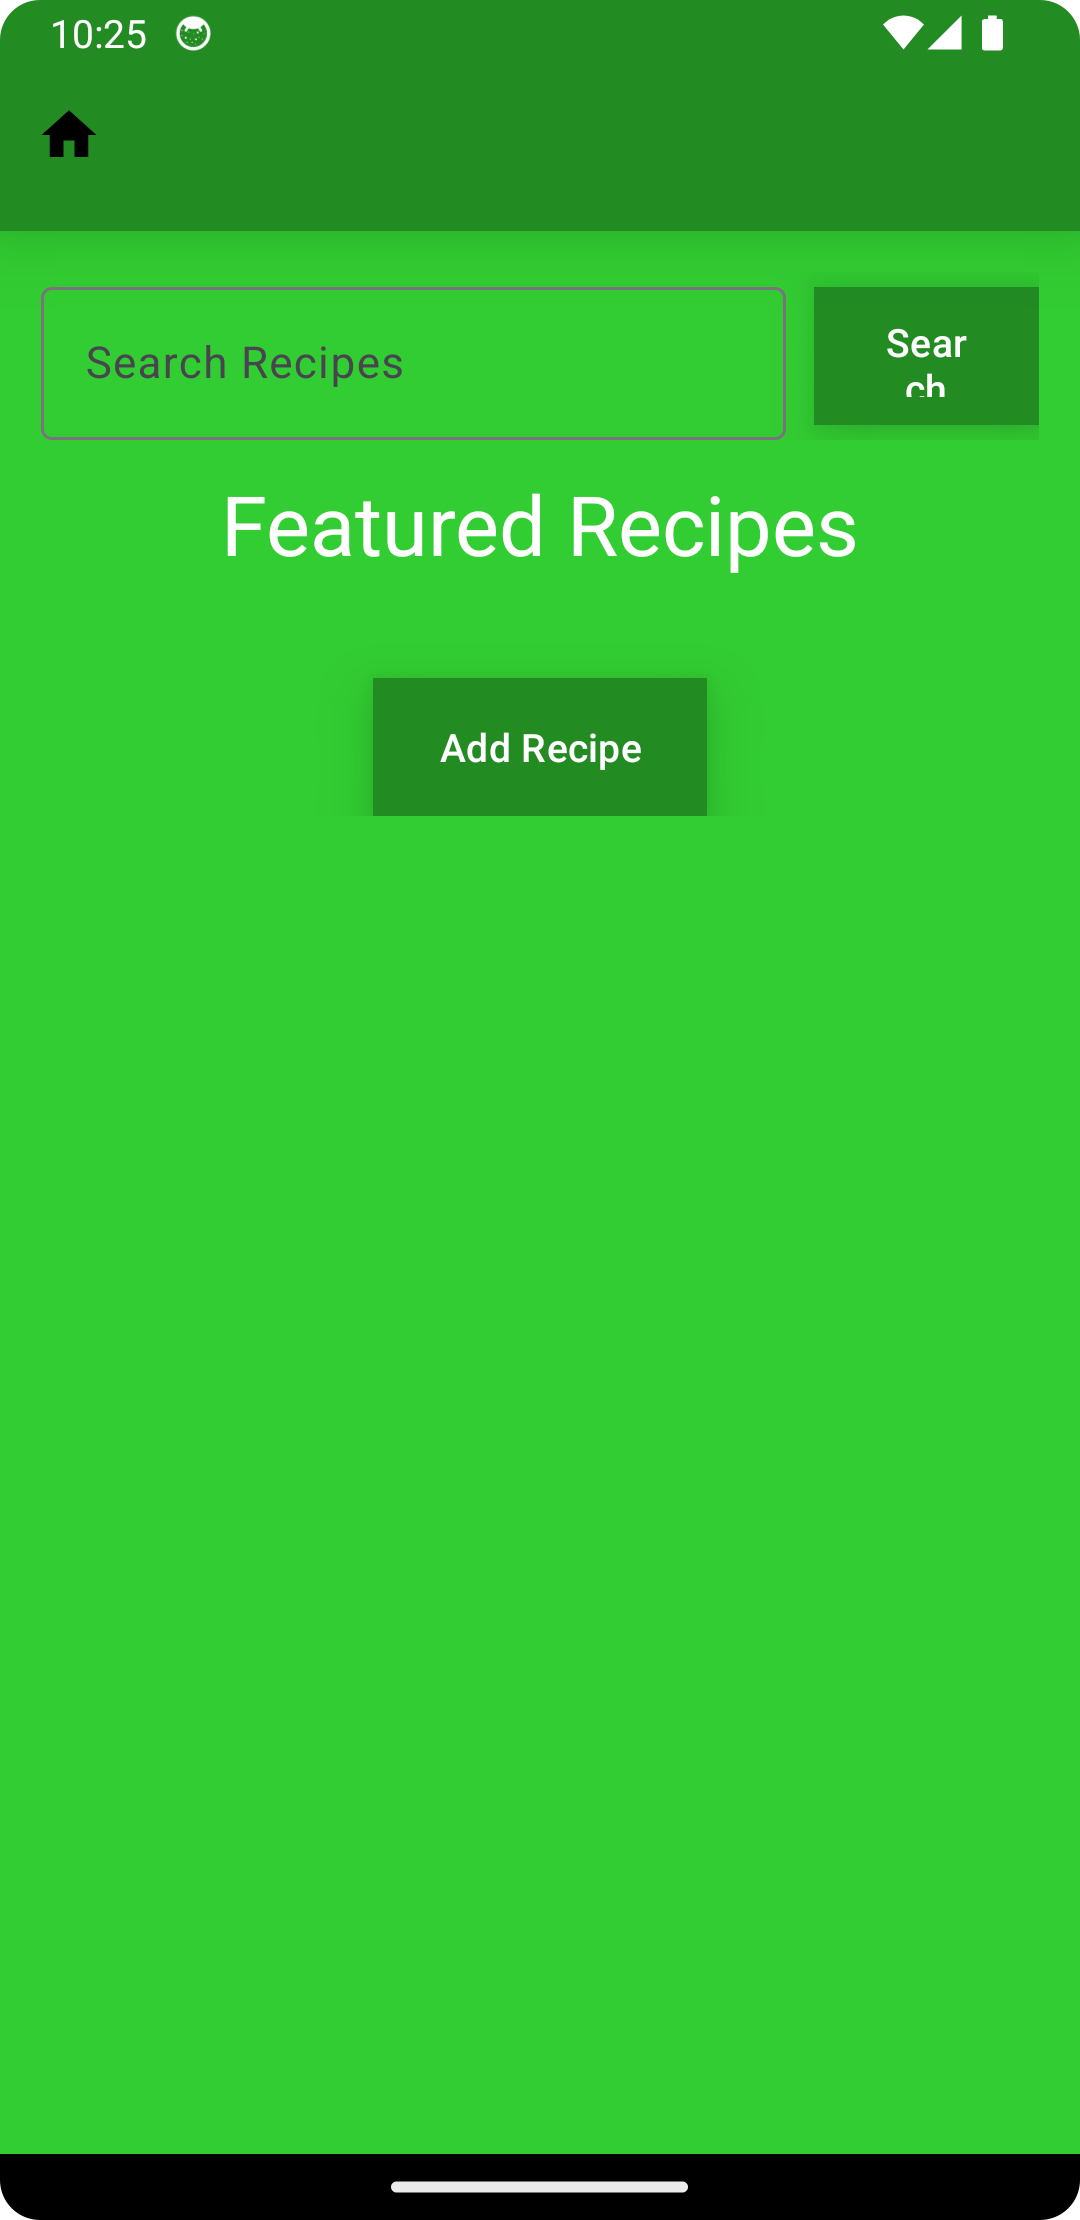 10:25
Search Recipes
Sear
ch
Featured Recipes
Add Recipe